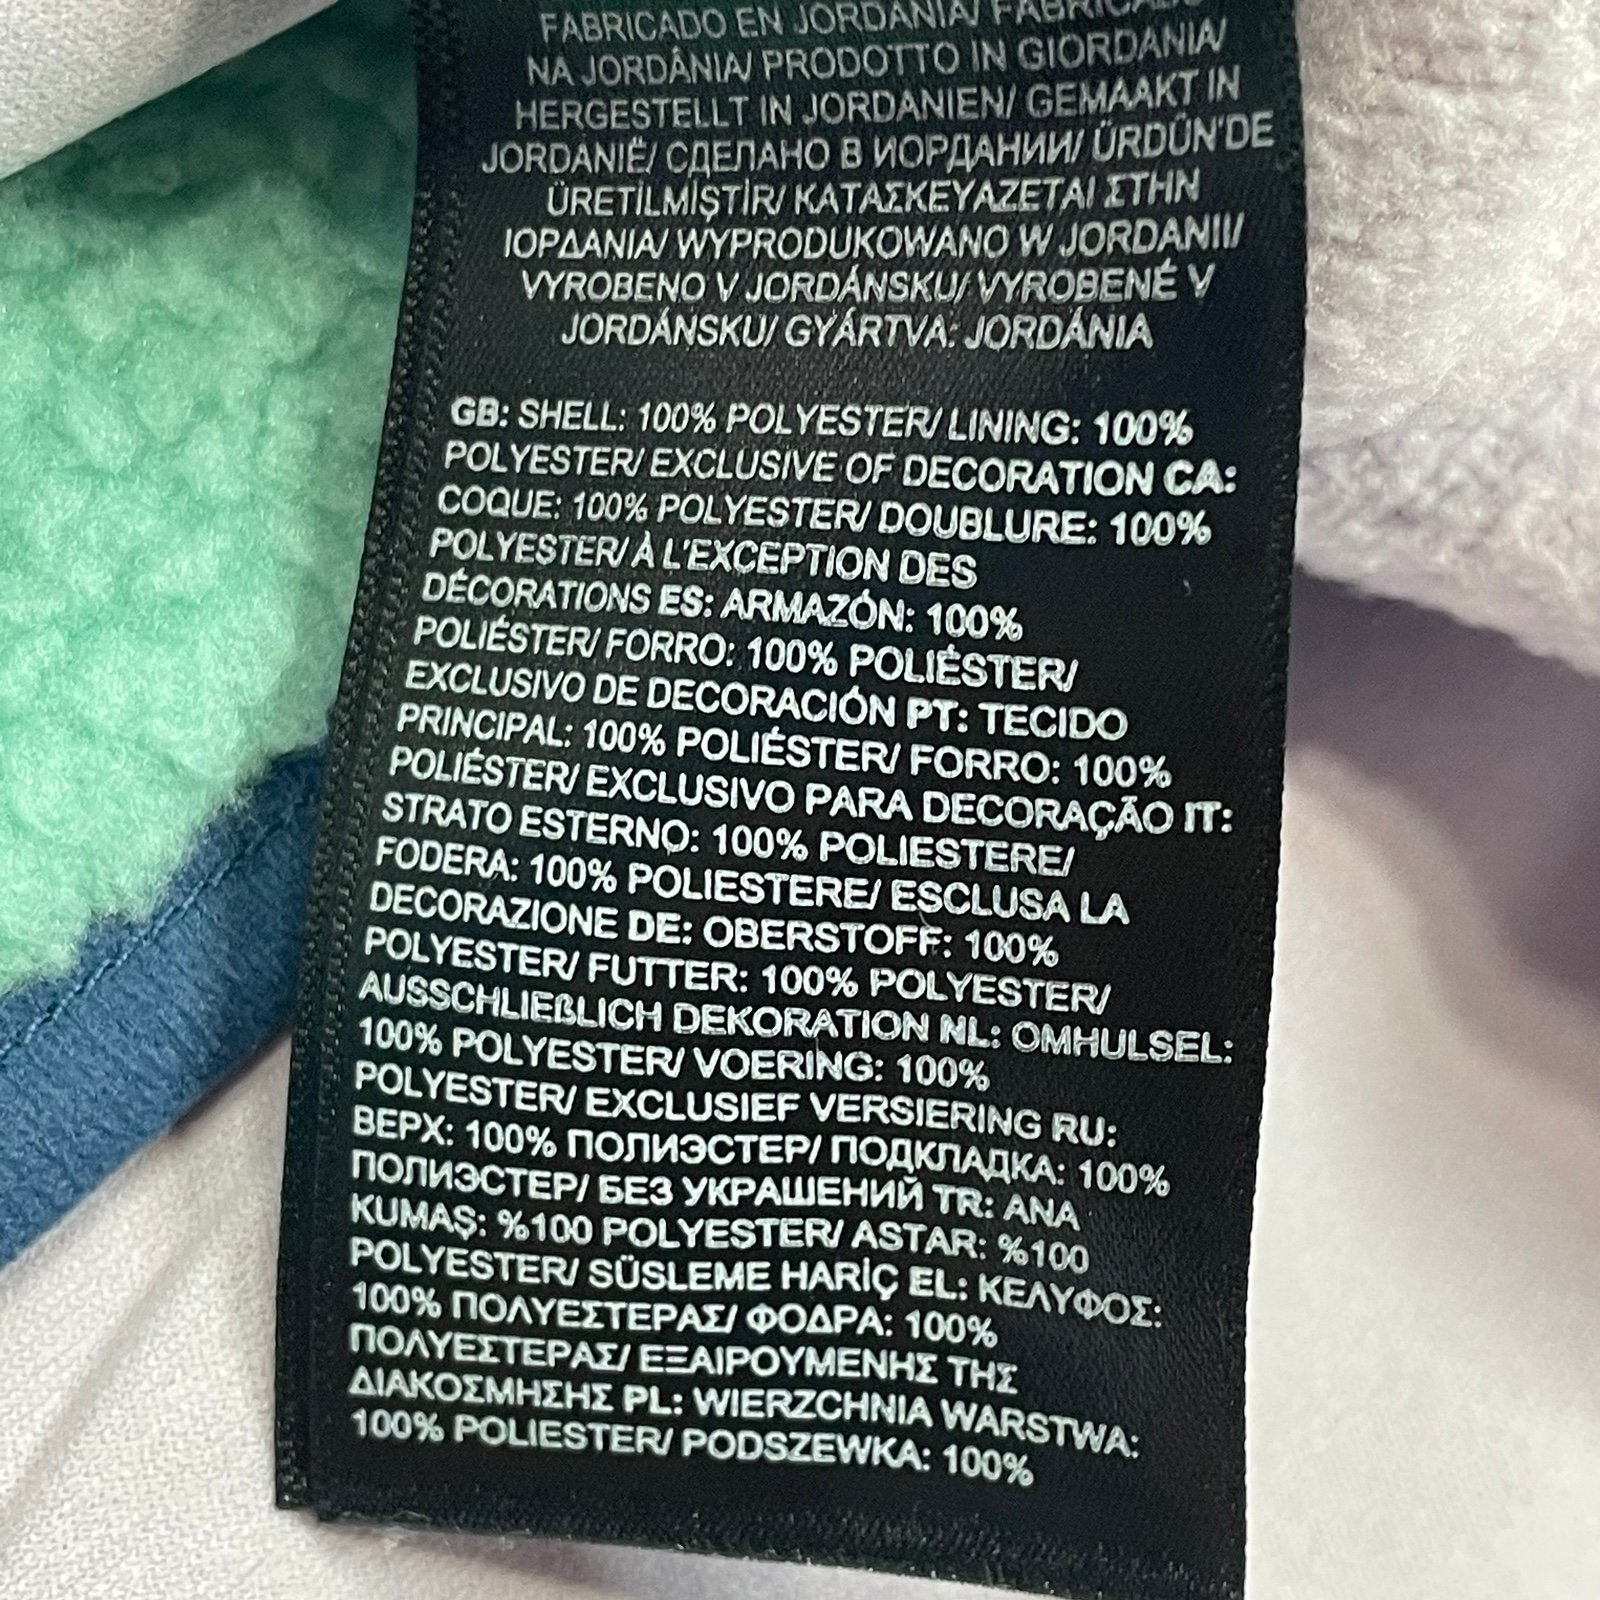 FABRICADO EN JORDANIA/ FABRICADO
NA JORDÂNIA/ PRODOTTO IN GIORDANIA/
HERGESTELLT IN JORDANIEN/ GEMAAKT IN
JORDANIË/ СДЕЛАНО В ИОРДАНИИ/ ÜRDÜN'DE
ÜRETİLMİŞTİR/ ΚΑΤΑΣΚΕΥΑΖΕΤΑΙ ΣΤΗΝ
ΙΟΡΔΑΝΙΑ/ WYPRODUKOWANO W JORDANII/
VYROBENO V JORDÁNSKU/ VYROBENÉ V
JORDÁNSKU/ GYÁRTVA: JORDÁNIA
GB: SHELL: 100% POLYESTER/ LINING: 100%
POLYESTER/ EXCLUSIVE OF DECORATION CA:
COQUE: 100% POLYESTER/ DOUBLURE: 100%
POLYESTER/ À L'EXCEPTION DES
DÉCORATIONS ES: ARMAZÓN: 100%
POLIÉSTER/ FORRO: 100% POLIÉSTER/
EXCLUSIVO DE DECORACIÓN PT: TECIDO
PRINCIPAL: 100% POLIÉSTER/ FORRO: 100%
POLIÉSTER/ EXCLUSIVO PARA DECORAÇÃO IT:
STRATO ESTERNO: 100% POLIESTERE/
FODERA: 100% POLIESTERE/ ESCLUSA LA
DECORAZIONE DE: OBERSTOFF: 100%
POLYESTER/ FUTTER: 100% POLYESTER/
AUSSCHLIEßLICH DEKORATION NL: OMHULSEL:
100% POLYESTER/ VOERING: 100%
POLYESTER/ EXCLUSIEF VERSIERING RU:
ВЕРХ: 100% ПОЛИЭСТЕР/ ПОДКЛАДКА: 100%
ПОЛИЭСТЕР/ БЕЗ УКРАШЕНИЙ TR: ANA
KUMAŞ: %100 POLYESTER/ ASTAR: %100
POLYESTER/ SÜSLEME HARİÇ EL: ΚΕΛΥΦΟΣ:
100% ΠΟΛΥΕΣΤΕΡΑΣ/ ΦΟΔΡΑ: 100%
ΠΟΛΥΕΣΤΕΡΑΣ/ ΕΞΑΙΡΟΥΜΕΝΗΣ ΤΗΣ
ΔΙΑΚΟΣΜΗΣΗΣ PL: WIERZCHNIA WARSTWA:
100% POLIESTER/ PODSZEWKA: 100%